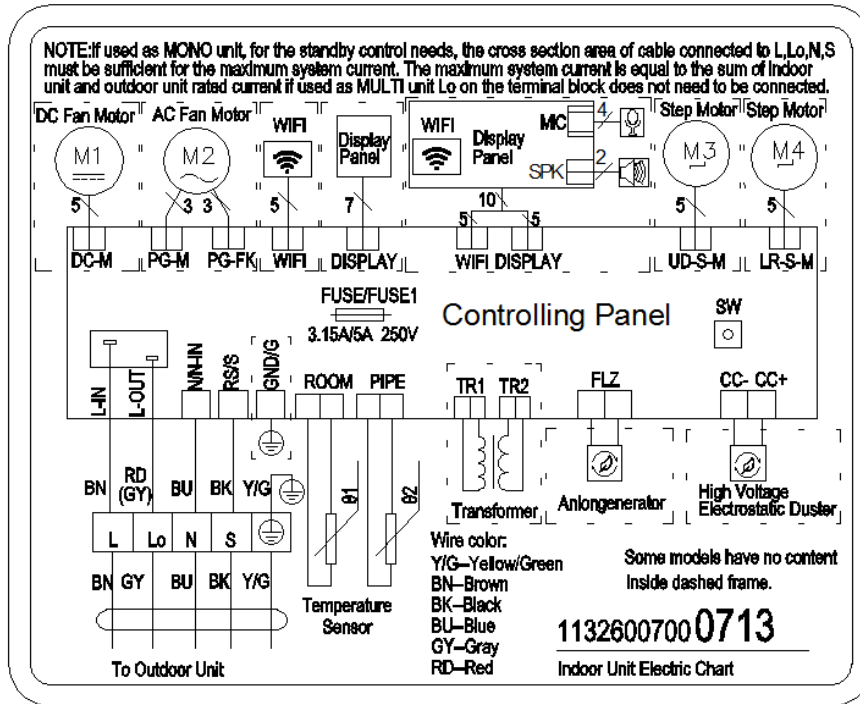 NOTE:If used as MONO unit, for the standby control needs, the cross section area of cable connected to L,Lo,N,S
must be sufficient for the maximum system current. The maximum system current is equal to the sum of indoor
unit and outdoor unit rated current if used as MULTI unit Lo on the terminal block does not need to be connected.
DC Fan Motor AC Fan Motor WIFI Display Panel WIFI Display Panel MIC 4 Step Motor Step Motor
M1 M2 SPK 2 M3 M4
5 3 3 5 7 10 5 5 5 5
DC-M PG-M PG-FK WIFI DISPLAY WIFI DISPLAY UD-S-M LR-S-M
FUSE/FUSE1
3.15A/5A 250V
Controlling Panel
SW
L-IN L-OUT N/N-IN RS/S GND/G ROOM PIPE TR1 TR2 FLZ CC- CC+
BN RD (GY) BU BK Y/G θ1 θ2
Transformer Aniongenerator High Voltage
Electrostatic Duster
L Lo N S
BN GY BU BK Y/G
Temperature
Sensor
To Outdoor Unit
Wire color:
Y/G–Yellow/Green
BN–Brown
BK–Black
BU–Blue
GY–Gray
RD–Red
Some models have no content
Inside dashed frame.
11326007000713
Indoor Unit Electric Chart